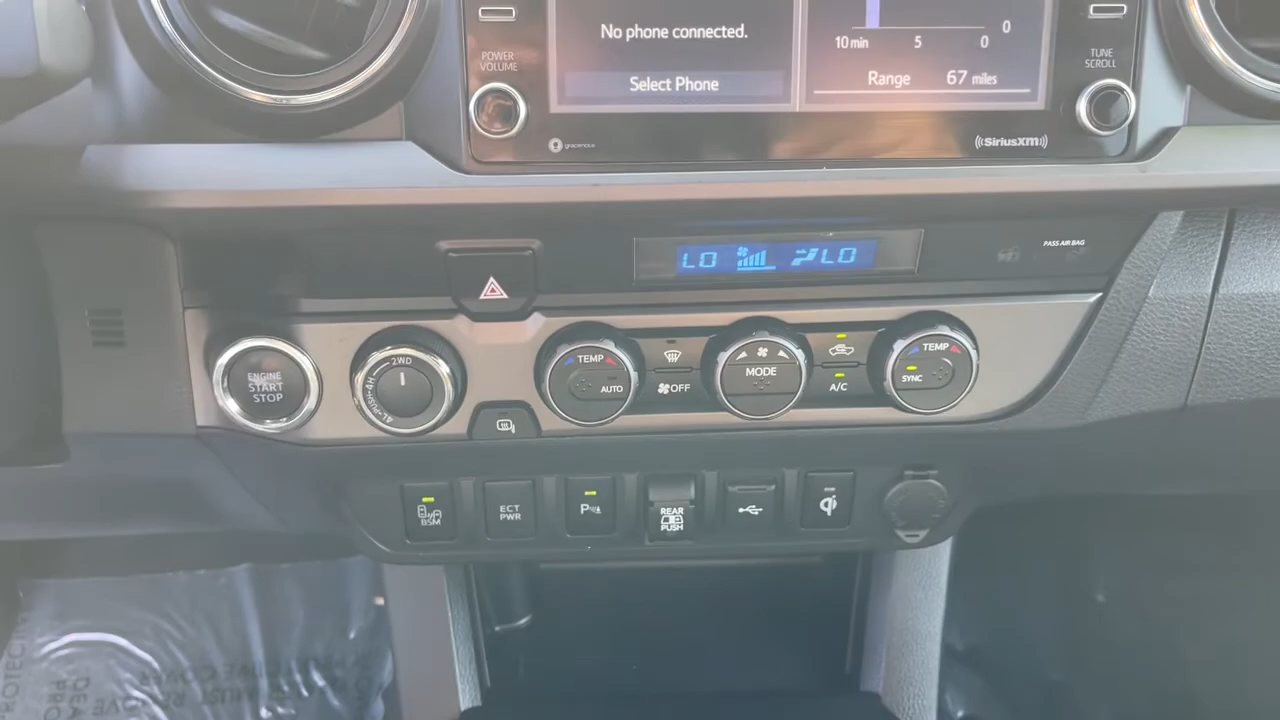 No phone connected.
Select Phone
0
10 min 5 0
Range 67 miles
POWER
VOLUME
TUNE
SCROLL
gracenote
((SiriusXM))
LO LO
PASS AIR BAG
ENGINE
START
STOP
2WD
4H
PUSH
4L
TEMP
AUTO
OFF
MODE
A/C
TEMP
SYNC
BSM
ECT
PWR
P
REAR
PUSH